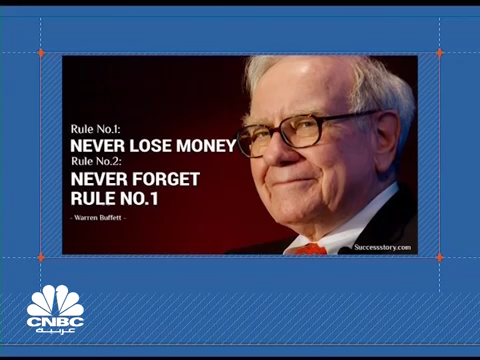 Rule No.1:
NEVER LOSE MONEY
Rule No.2:
NEVER FORGET
RULE NO.1
- Warren Buffett -
Successstory.com
CNBC
عربية